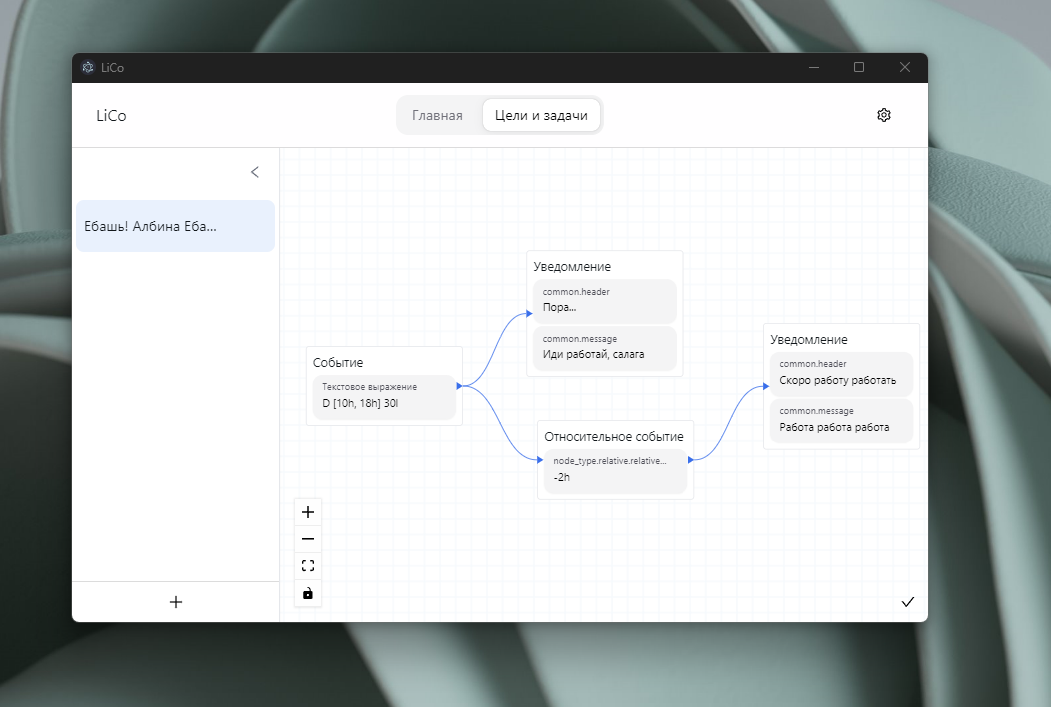 LiCo
LiCo
Главная
Цели и задачи
Ебашь! Албина Еба...
Уведомление
common.header
Пора...
common.message
Иди работай, салага
Событие
Текстовое выражение
D [10h, 18h] 30l
Уведомление
common.header
Скоро работу работать
common.message
Работа работа работа
Относительное событие
node_type.relative.relative...
-2h